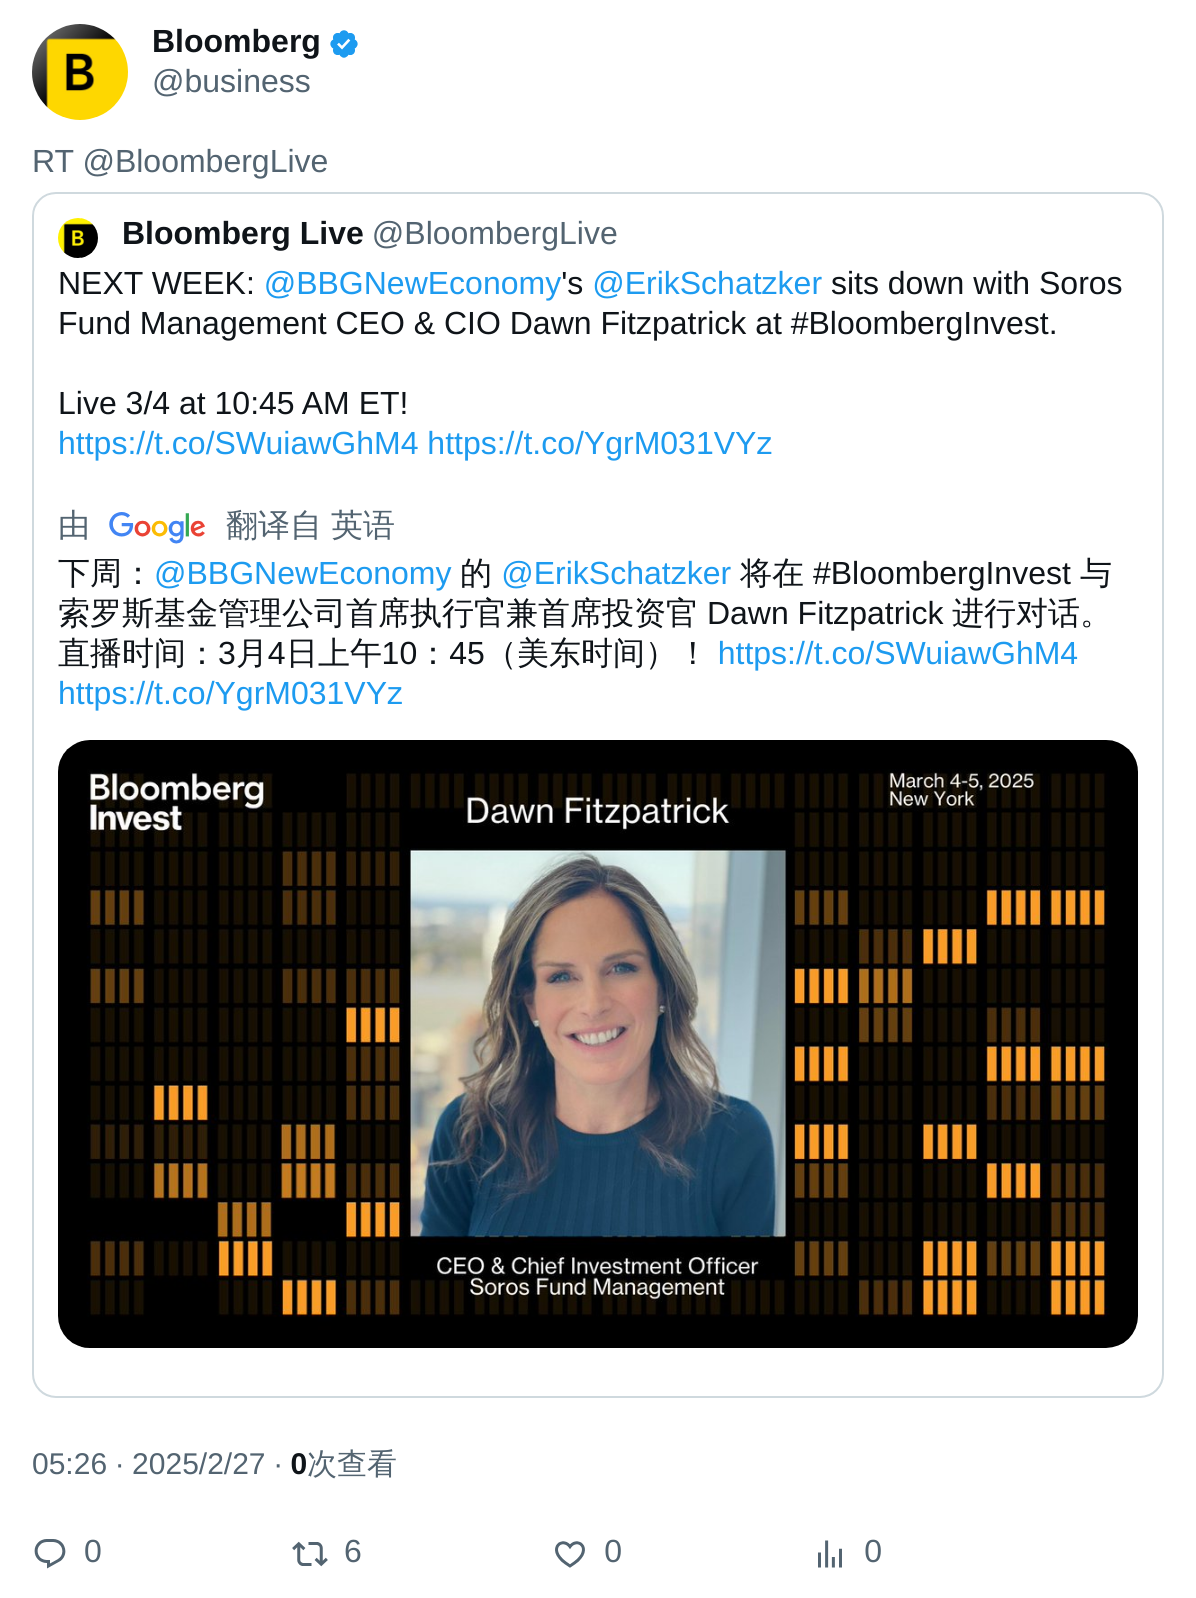 B
Bloomberg
@business
RT @BloombergLive
B Bloomberg Live @BloombergLive
NEXT WEEK: @BBGNewEconomy's @ErikSchatzker sits down with Soros
Fund Management CEO & CIO Dawn Fitzpatrick at #BloombergInvest.
Live 3/4 at 10:45 AM ET!
https://t.co/SWuiawGhM4 https://t.co/YgrM031VYz
由 Google 翻译自 英语
下周：@BBGNewEconomy 的 @ErikSchatzker 将在 #BloombergInvest 与
索罗斯基金管理公司首席执行官兼首席投资官 Dawn Fitzpatrick 进行对话。
直播时间：3月4日上午10：45（美东时间）！ https://t.co/SWuiawGhM4
https://t.co/YgrM031VYz
Bloomberg
Invest
Dawn Fitzpatrick
March 4-5, 2025
New York
CEO & Chief Investment Officer
Soros Fund Management
05:26 · 2025/2/27 · 0次查看
0 6 0 0